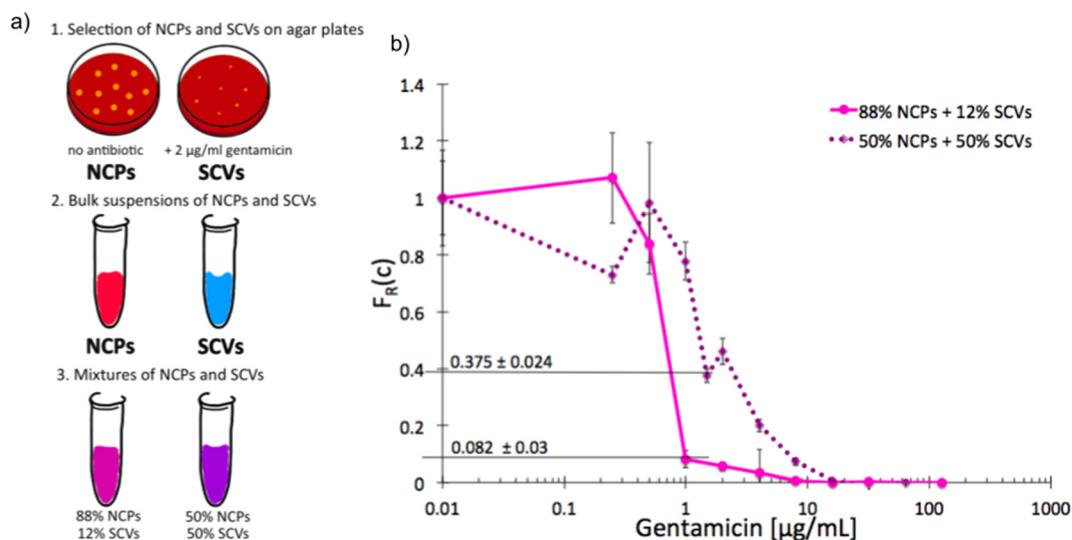 a)
1. Selection of NCPs and SCVs on agar plates
no antibiotic
+ 2 μg/ml gentamicin
NCPs
SCVs
2. Bulk suspensions of NCPs and SCVs
NCPs
SCVs
3. Mixtures of NCPs and SCVs
88% NCPs
12% SCVs
50% NCPs
50% SCVs
b)
88% NCPs + 12% SCVs
50% NCPs + 50% SCVs
F_R(c)
1.4
1.2
1
0.8
0.6
0.4
0.2
0
0.375 ± 0.024
0.082 ± 0.03
0.01
0.1
1
10
100
1000
Gentamicin [μg/mL]